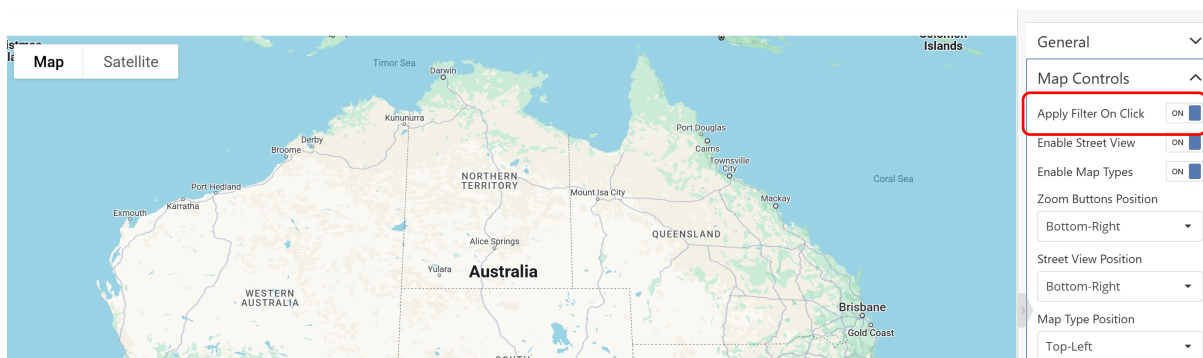 Map
Satellite
Islands
Timor Sea
Darwin
Kununurra
Derby
Broome
Port Hedland
Karratha
Exmouth
NORTHERN
TERRITORY
Mount Isa City
Port Douglas
Cairns
Townsville
City
Coral Sea
Mackay
QUEENSLAND
Alice Springs
Yulara
Australia
WESTERN
AUSTRALIA
Brisbane
Gold Coast
General
Map Controls
Apply Filter On Click
ON
Enable Street View
ON
Enable Map Types
ON
Zoom Buttons Position
Bottom-Right
Street View Position
Bottom-Right
Map Type Position
Top-Left